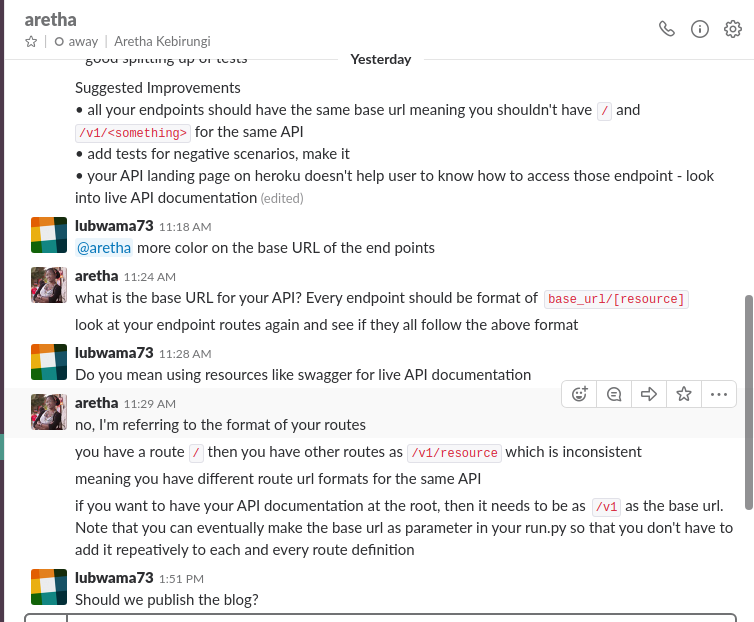 aretha
away Aretha Kebirungi
good splitting up of tests
Yesterday
Suggested Improvements
• all your endpoints should have the same base url meaning you shouldn't have / and
/v1/<something> for the same API
• add tests for negative scenarios, make it
• your API landing page on heroku doesn't help user to know how to access those endpoint - look
into live API documentation (edited)
lubwama73 11:18 AM
@aretha more color on the base URL of the end points
aretha 11:24 AM
what is the base URL for your API? Every endpoint should be format of base_url/[resource]
look at your endpoint routes again and see if they all follow the above format
lubwama73 11:28 AM
Do you mean using resources like swagger for live API documentation
aretha 11:29 AM
no, I'm referring to the format of your routes
you have a route / then you have other routes as /v1/resource which is inconsistent
meaning you have different route url formats for the same API
if you want to have your API documentation at the root, then it needs to be as /v1 as the base url.
Note that you can eventually make the base url as parameter in your run.py so that you don't have to
add it repeatively to each and every route definition
lubwama73 1:51 PM
Should we publish the blog?